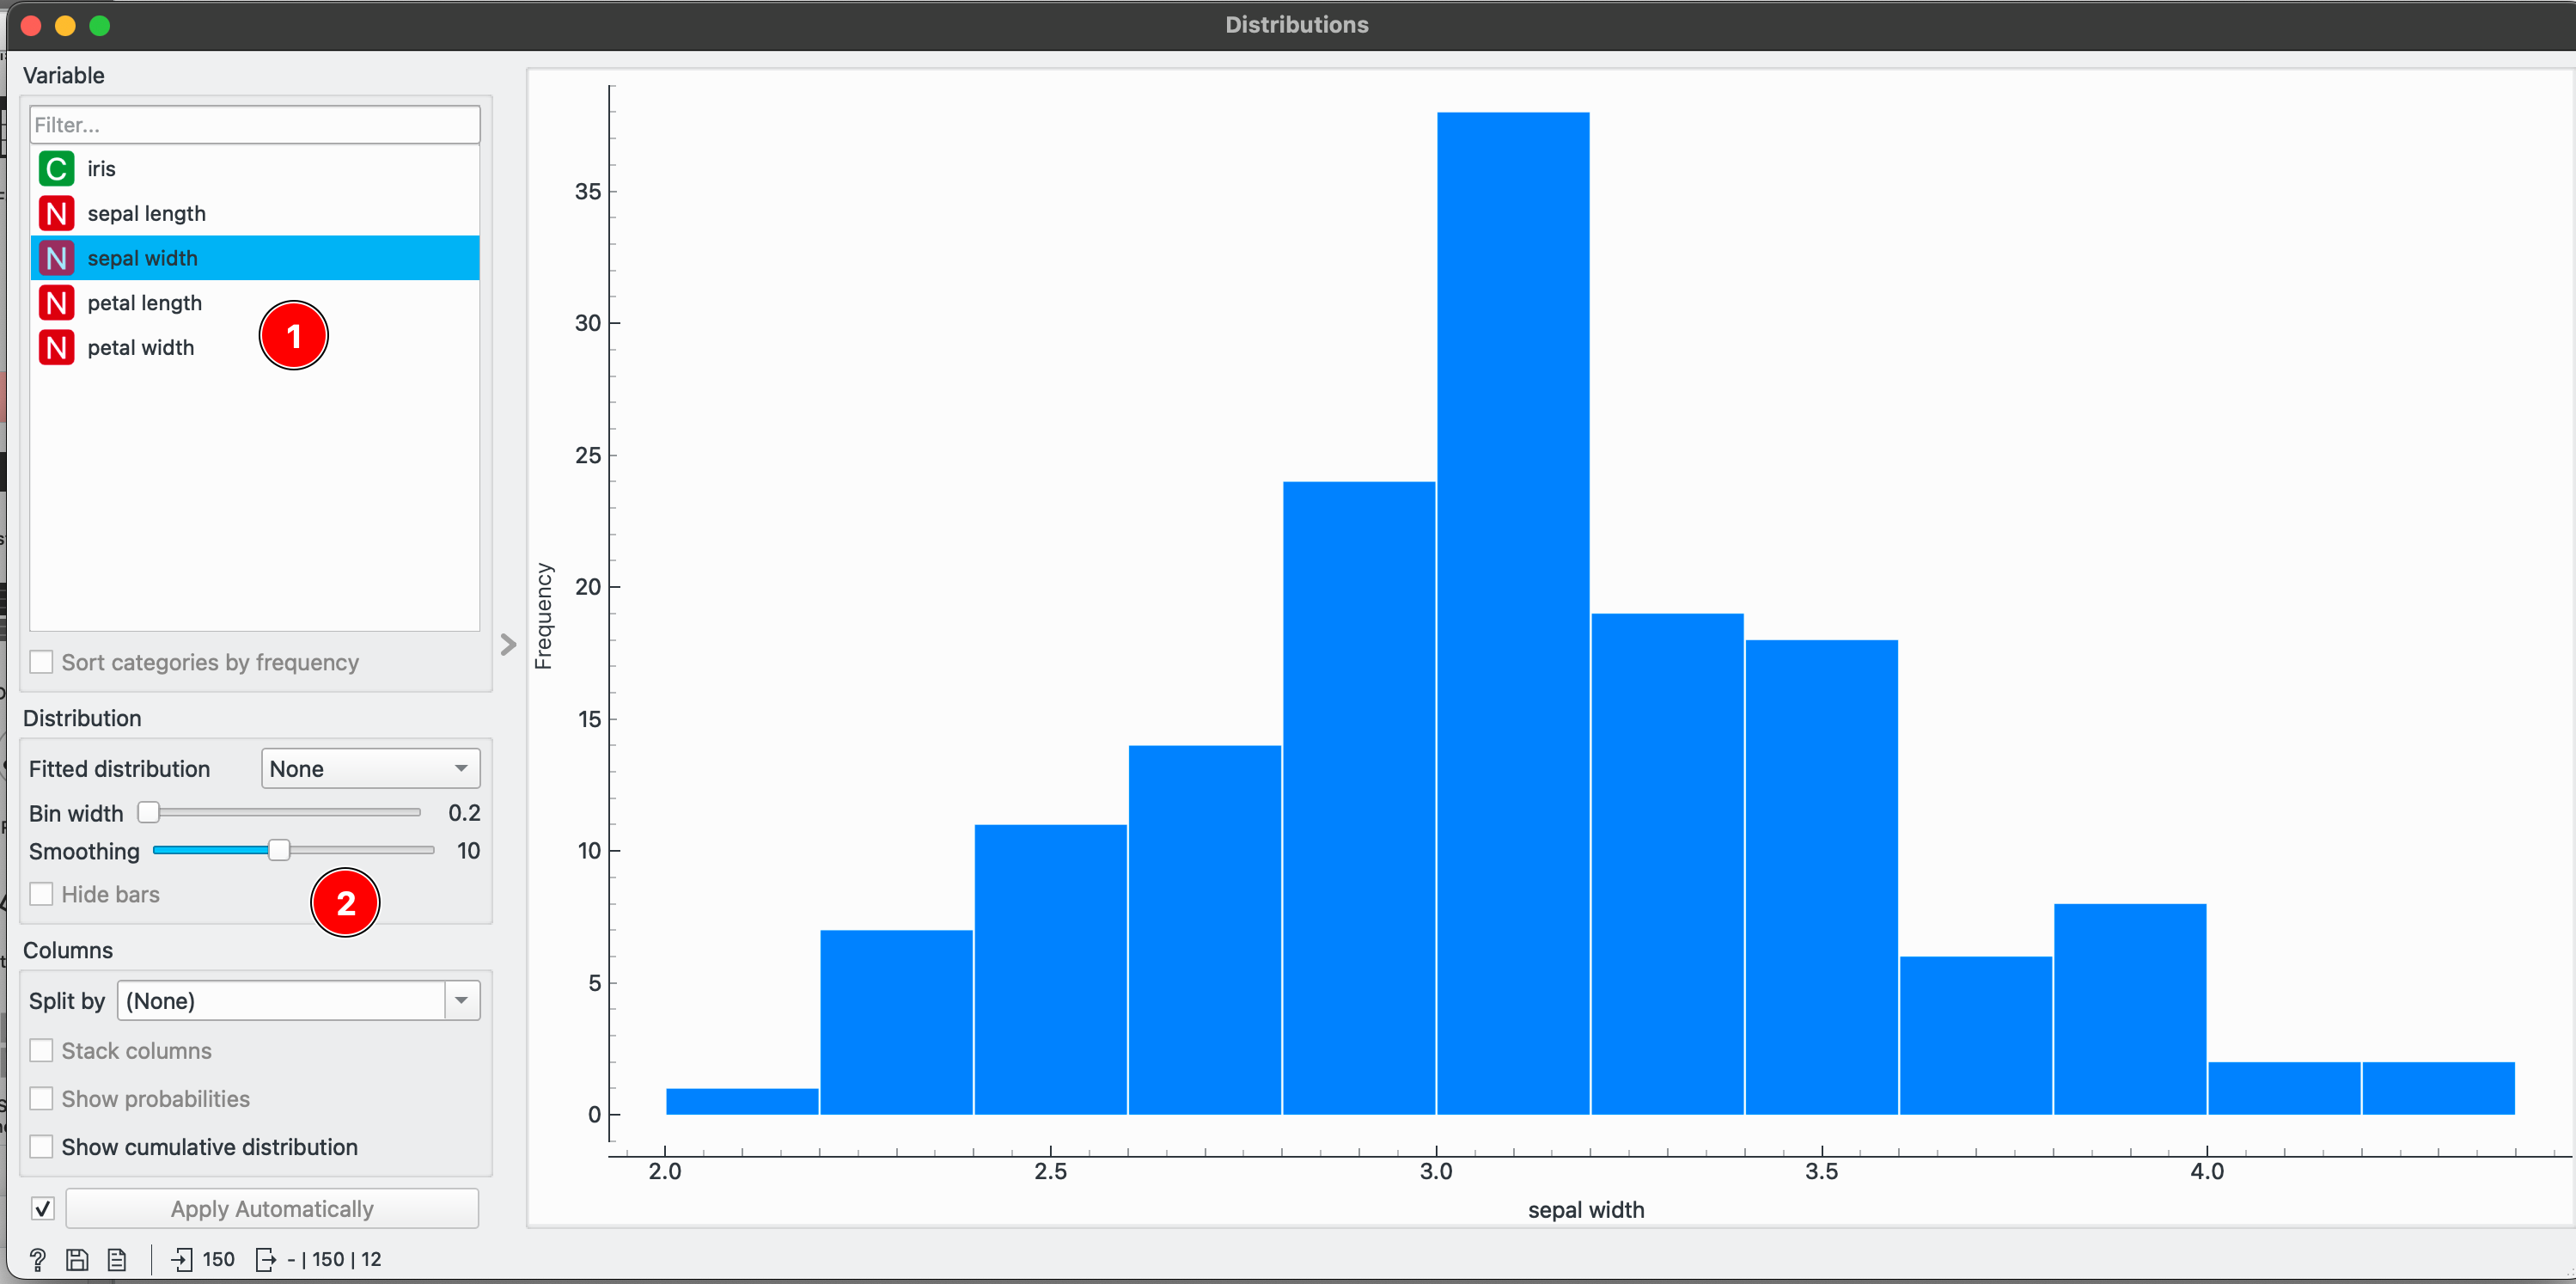 Distributions
Variable
Filter...
C iris
N sepal length
N sepal width
N petal length
N petal width
1
Sort categories by frequency
Distribution
Fitted distribution None
Bin width 0.2
Smoothing 10
Hide bars
2
Columns
Split by (None)
Stack columns
Show probabilities
Show cumulative distribution
Apply Automatically
? 150 - | 150 | 12
Frequency
35
30
25
20
15
10
5
0
2.0 2.5 3.0 3.5 4.0
sepal width